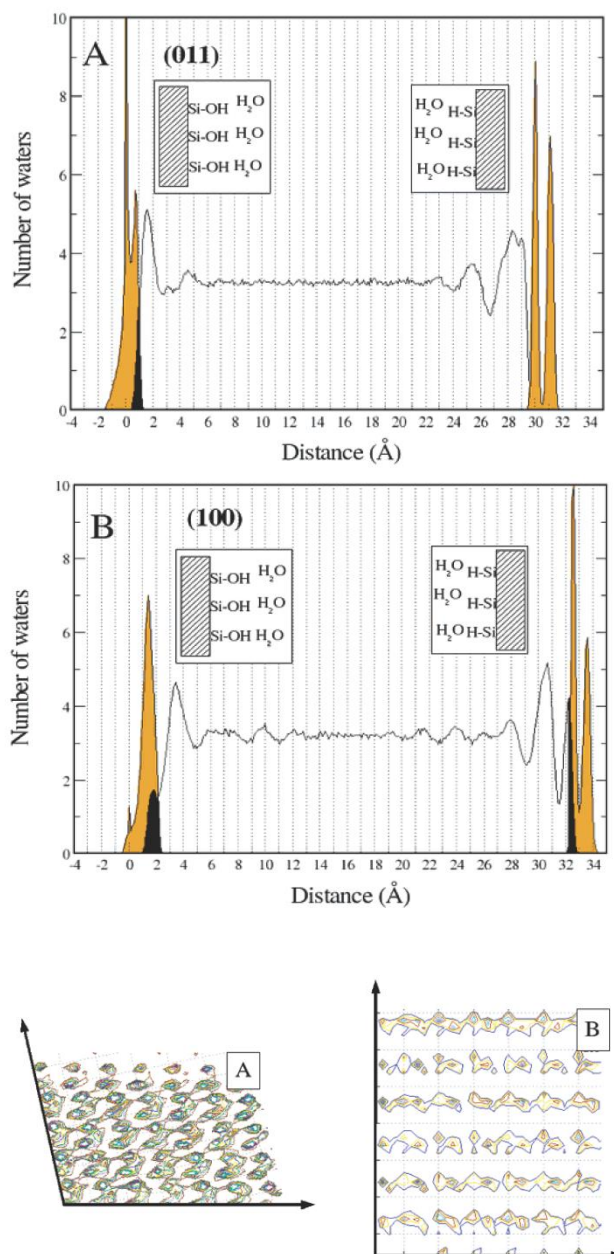 10
8
6
4
2
0
Number of waters
A
(011)
Si-OH H₂O
Si-OH H₂O
Si-OH H₂O
H₂O H-Si
H₂O H-Si
H₂O H-Si
-4 -2 0 2 4 6 8 10 12 14 16 18 20 22 24 26 28 30 32 34
Distance (Å)
10
8
6
4
2
0
Number of waters
B
(100)
Si-OH H₂O
Si-OH H₂O
Si-OH H₂O
H₂O H-Si
H₂O H-Si
H₂O H-Si
-4 -2 0 2 4 6 8 10 12 14 16 18 20 22 24 26 28 30 32 34
Distance (Å)
A
B